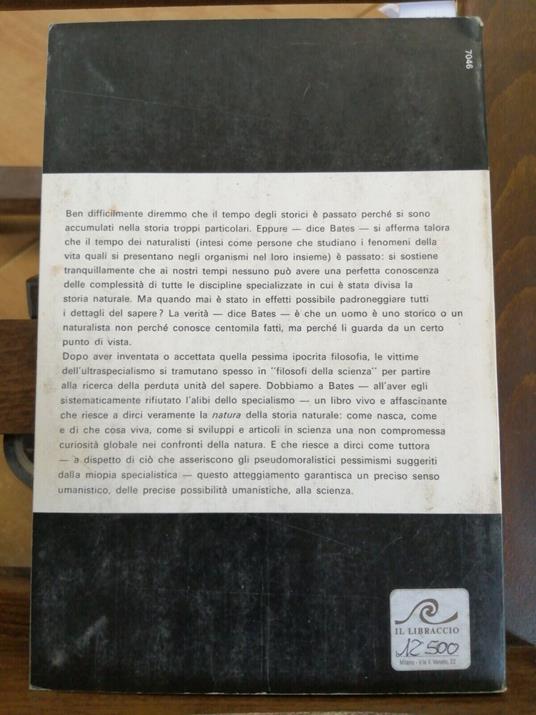 7046
Ben difficilmente diremmo che il tempo degli storici è passato perché si sono
accumulati nella storia troppi particolari. Eppure — dice Bates — si afferma talora
che il tempo dei naturalisti (intesi come persone che studiano i fenomeni della
vita quali si presentano negli organismi nel loro insieme) è passato: si sostiene
tranquillamente che ai nostri tempi nessuno può avere una perfetta conoscenza
delle complessità di tutte le discipline specializzate in cui è stata divisa la
storia naturale. Ma quando mai è stato in effetti possibile padroneggiare tutti
i dettagli del sapere? La verità — dice Bates — è che un uomo è uno storico o un
naturalista non perché conosce centomila fatti, ma perché li guarda da un certo
punto di vista.
Dopo aver inventata o accettata quella pessima ipocrita filosofia, le vittime
dell'ultraspecialismo si tramutano spesso in "filosofi della scienza" per partire
alla ricerca della perduta unità del sapere. Dobbiamo a Bates — all'aver egli
sistematicamente rifiutato l'alibi dello specialismo — un libro vivo e affascinante
che riesce a dirci veramente la natura della storia naturale: come nasca, come
e di che cosa viva, come si sviluppi e articoli in scienza una non compromessa
curiosità globale nei confronti della natura. E che riesce a dirci come tuttora
— a dispetto di ciò che asseriscono gli pseudomoralistici pessimismi suggeriti
dalla miopia specialistica — questo atteggiamento garantisca un preciso senso
umanistico, delle precise possibilità umanistiche, alla scienza.
IL LIBRACCIO
12500
Milano - V.le V. Veneto, 22